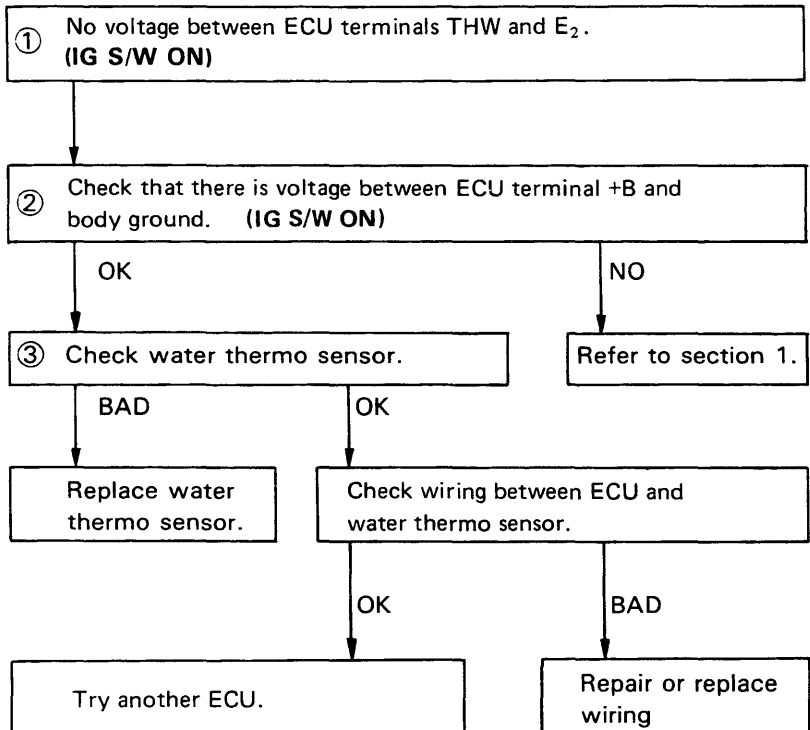 ① No voltage between ECU terminals THW and E₂.
(IG S/W ON)
② Check that there is voltage between ECU terminal +B and
body ground. (IG S/W ON)
OK
NO
③ Check water thermo sensor.
Refer to section 1.
BAD
OK
Replace water
thermo sensor.
Check wiring between ECU and
water thermo sensor.
OK
BAD
Try another ECU.
Repair or replace
wiring